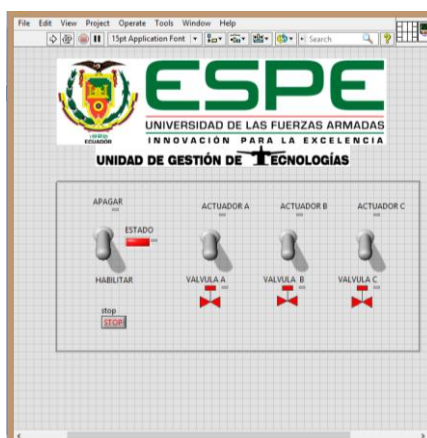 File Edit View Project Operate Tools Window Help
15pt Application Font Search
ESPE
UNIVERSIDAD DE LAS FUERZAS ARMADAS
INNOVACIÓN PARA LA EXCELENCIA
ECUADOR
UNIDAD DE GESTIÓN DE TECNOLOGÍAS
APAGAR
ACTUADOR A ACTUADOR B ACTUADOR C
ESTADO
HABILITAR
VALVULA A VALVULA B VALVULA C
stop
STOP